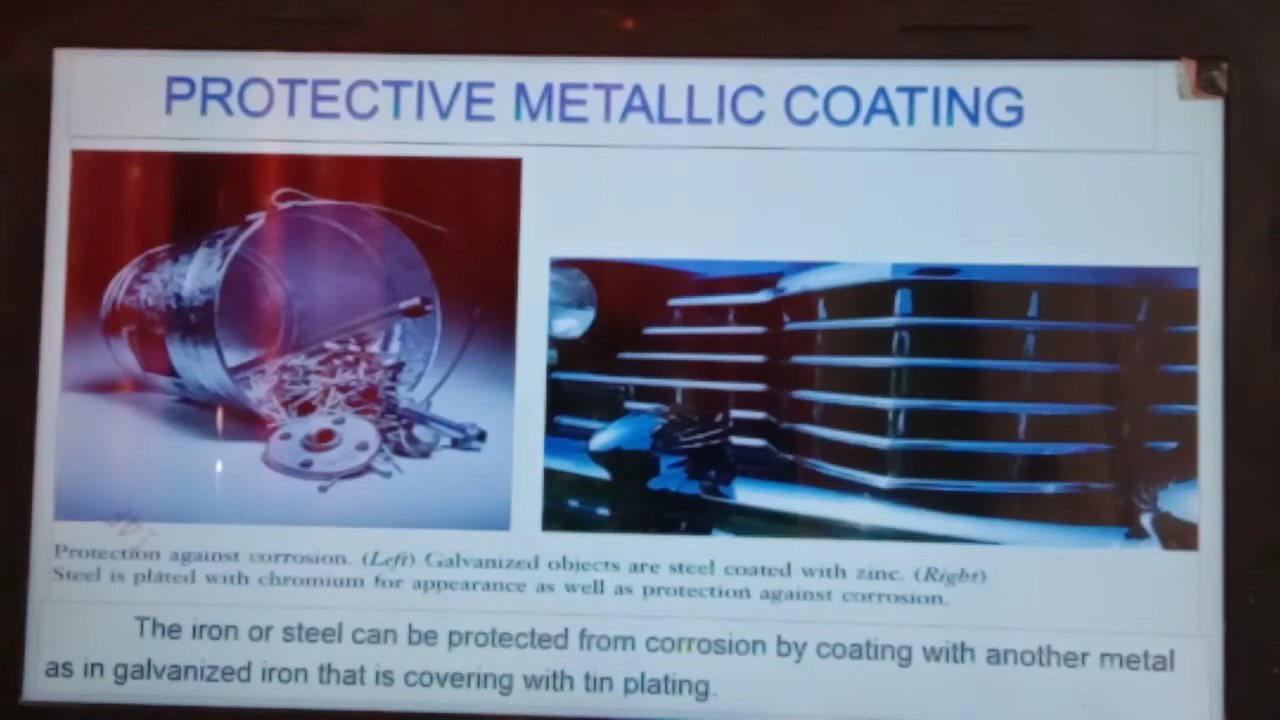 PROTECTIVE METALLIC COATING
Protection against corrosion. (Left) Galvanized objects are steel coated with zinc. (Right)
Steel is plated with chromium for appearance as well as protection against corrosion.
The iron or steel can be protected from corrosion by coating with another metal
as in galvanized iron that is covering with tin plating.